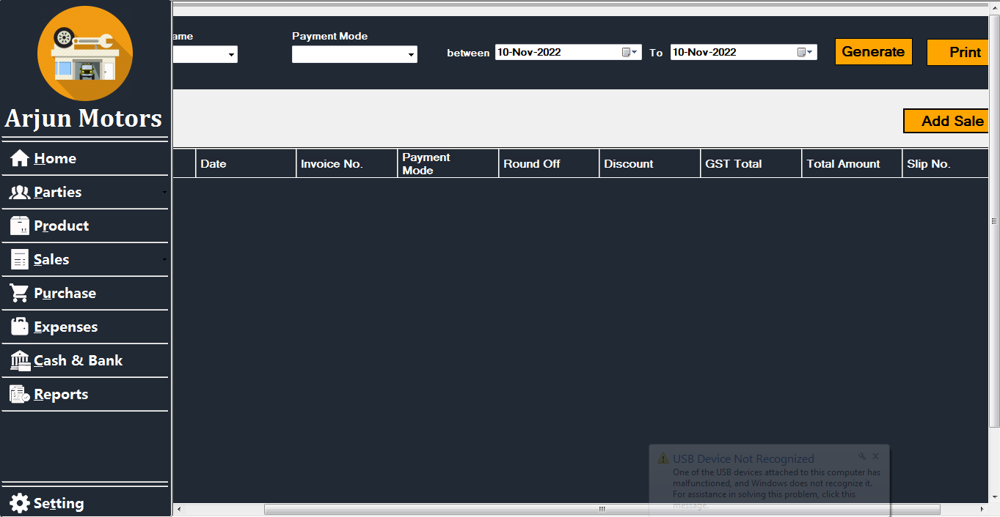 Arjun Motors
Home
Parties
Product
Sales
Purchase
Expenses
Cash & Bank
Reports
Setting
ame
Payment Mode
between
10-Nov-2022
To
10-Nov-2022
Generate
Print
Add Sale
Date
Invoice No.
Payment
Mode
Round Off
Discount
GST Total
Total Amount
Slip No.
USB Device Not Recognized
One of the USB devices attached to this computer has
malfunctioned, and Windows does not recognize it.
For assistance in solving this problem, click this
message.